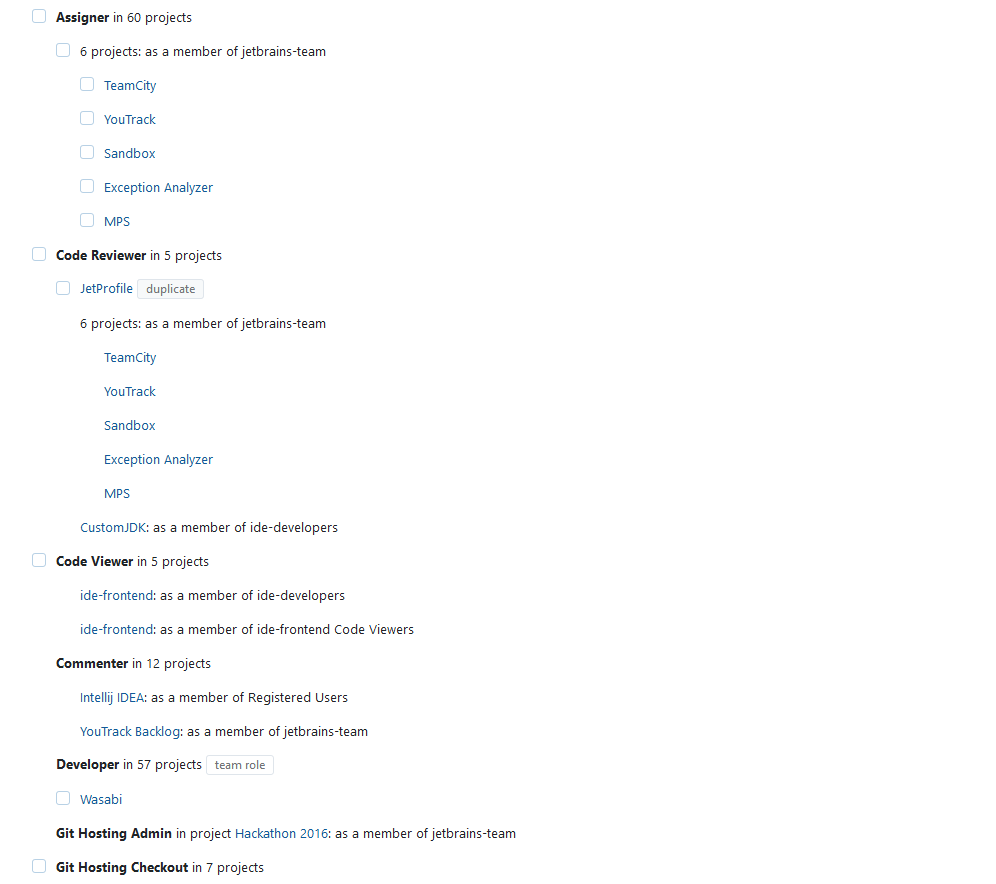 Assigner in 60 projects
6 projects: as a member of jetbrains-team
TeamCity
YouTrack
Sandbox
Exception Analyzer
MPS
Code Reviewer in 5 projects
JetProfile duplicate
6 projects: as a member of jetbrains-team
TeamCity
YouTrack
Sandbox
Exception Analyzer
MPS
CustomJDK: as a member of ide-developers
Code Viewer in 5 projects
ide-frontend: as a member of ide-developers
ide-frontend: as a member of ide-frontend Code Viewers
Commenter in 12 projects
Intellij IDEA: as a member of Registered Users
YouTrack Backlog: as a member of jetbrains-team
Developer in 57 projects team role
Wasabi
Git Hosting Admin in project Hackathon 2016: as a member of jetbrains-team
Git Hosting Checkout in 7 projects